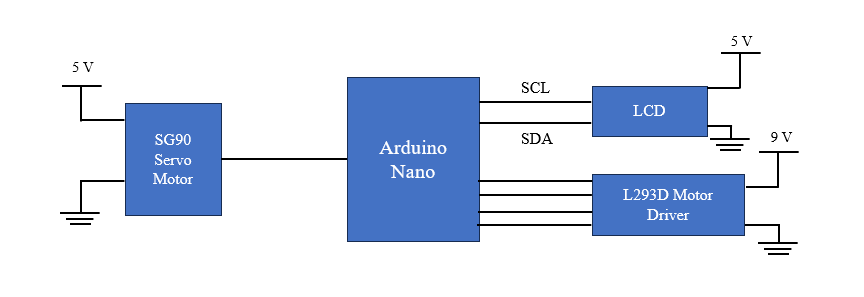 5 V
SG90
Servo
Motor
Arduino
Nano
SCL
SDA
5 V
LCD
9 V
L293D Motor
Driver